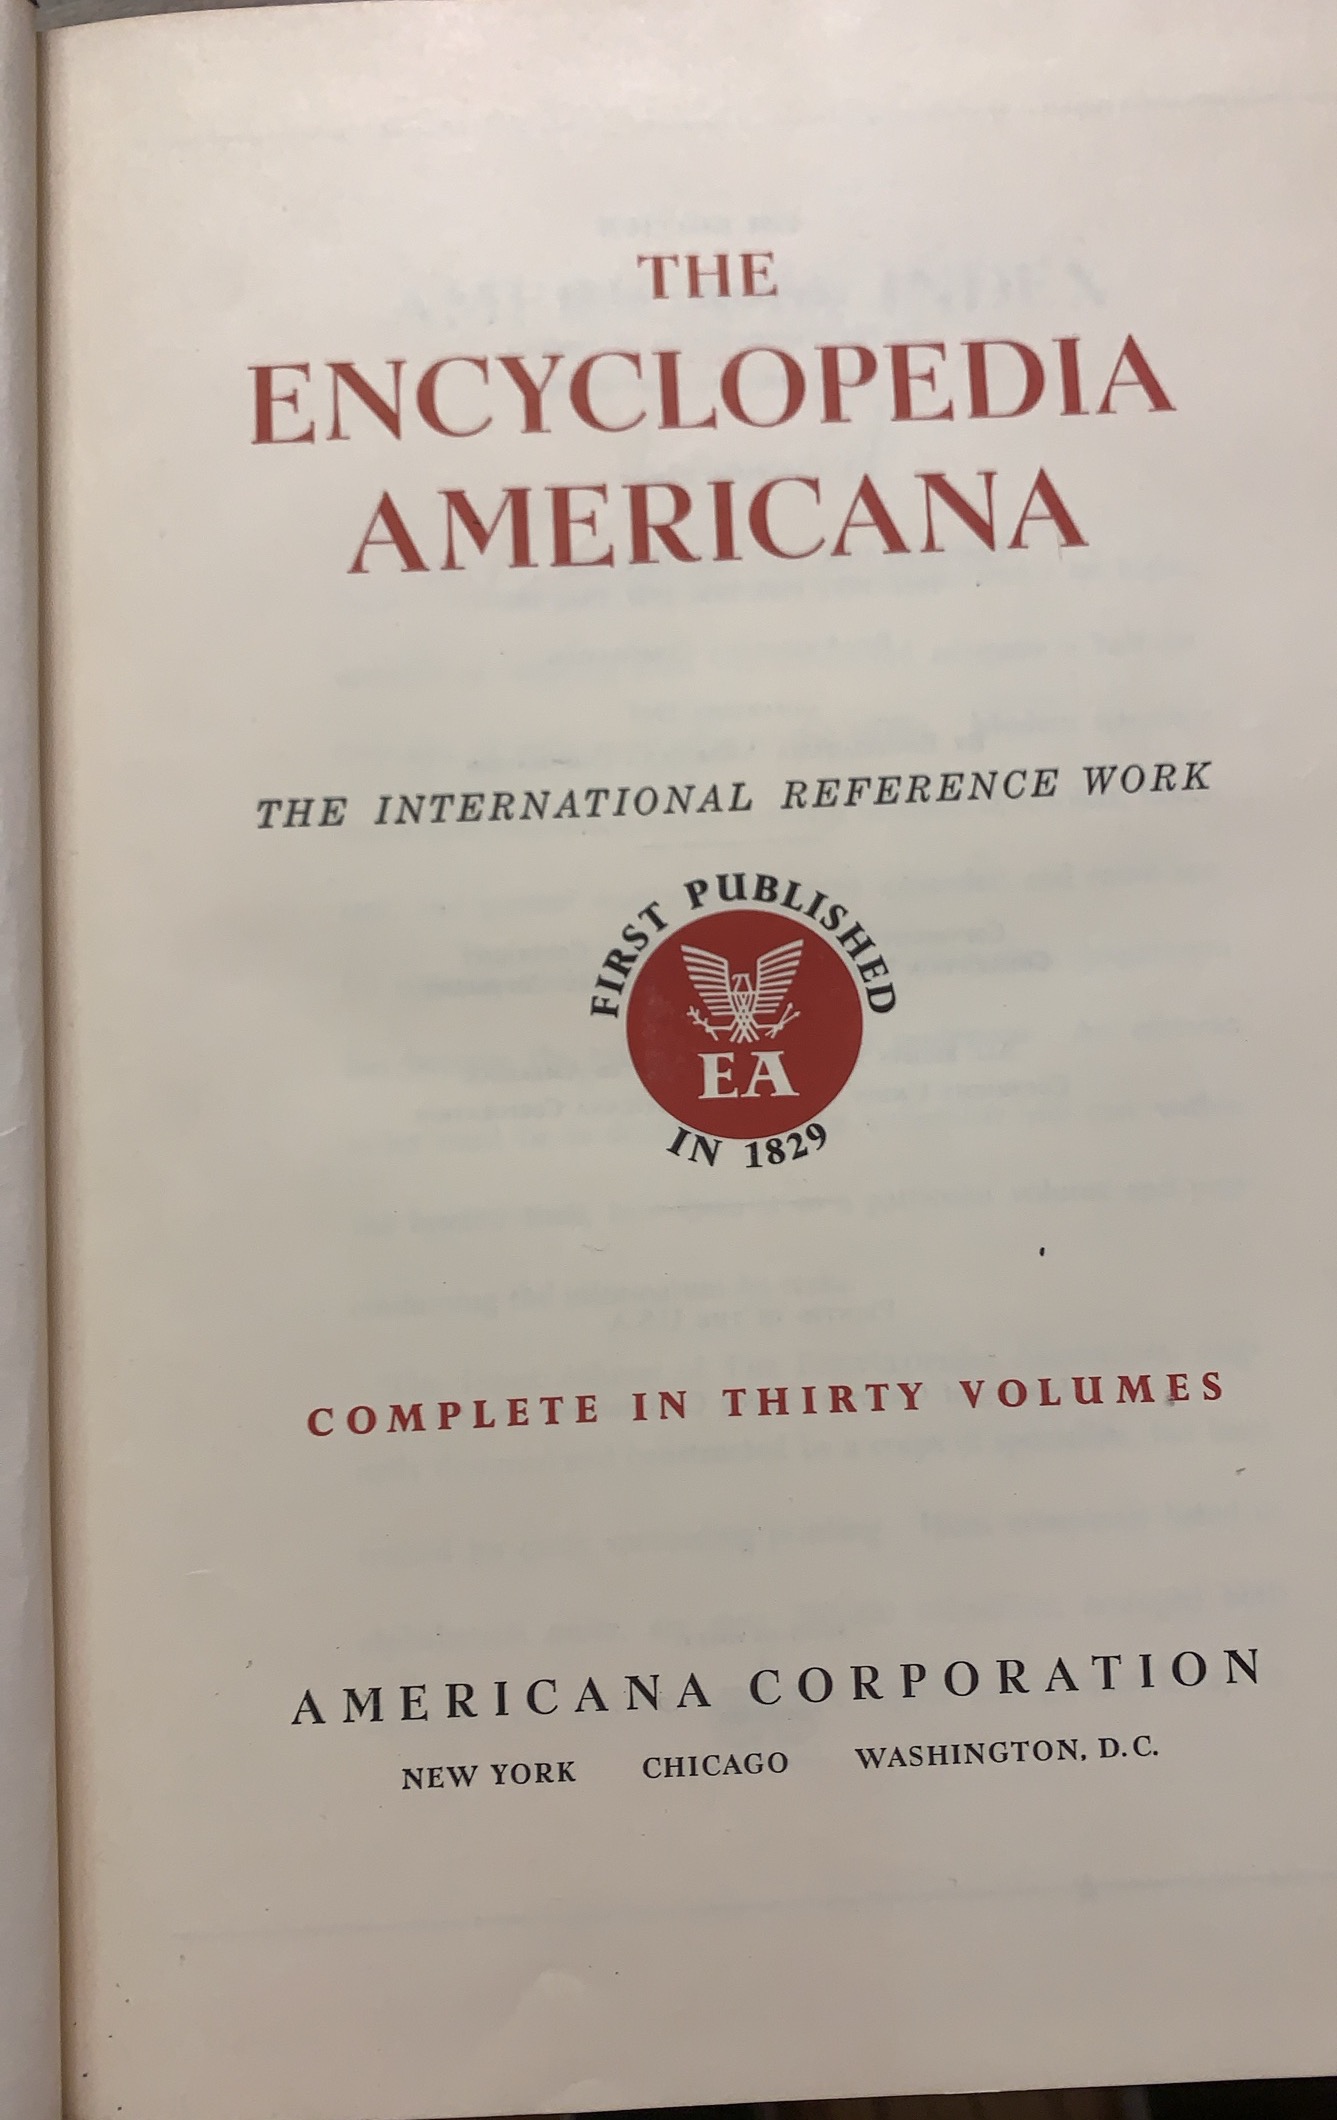 THE
ENCYCLOPEDIA
AMERICANA
THE INTERNATIONAL REFERENCE WORK
FIRST PUBLISHED
EA
IN 1829
COMPLETE IN THIRTY VOLUMES
AMERICANA CORPORATION
NEW YORK CHICAGO WASHINGTON, D.C.